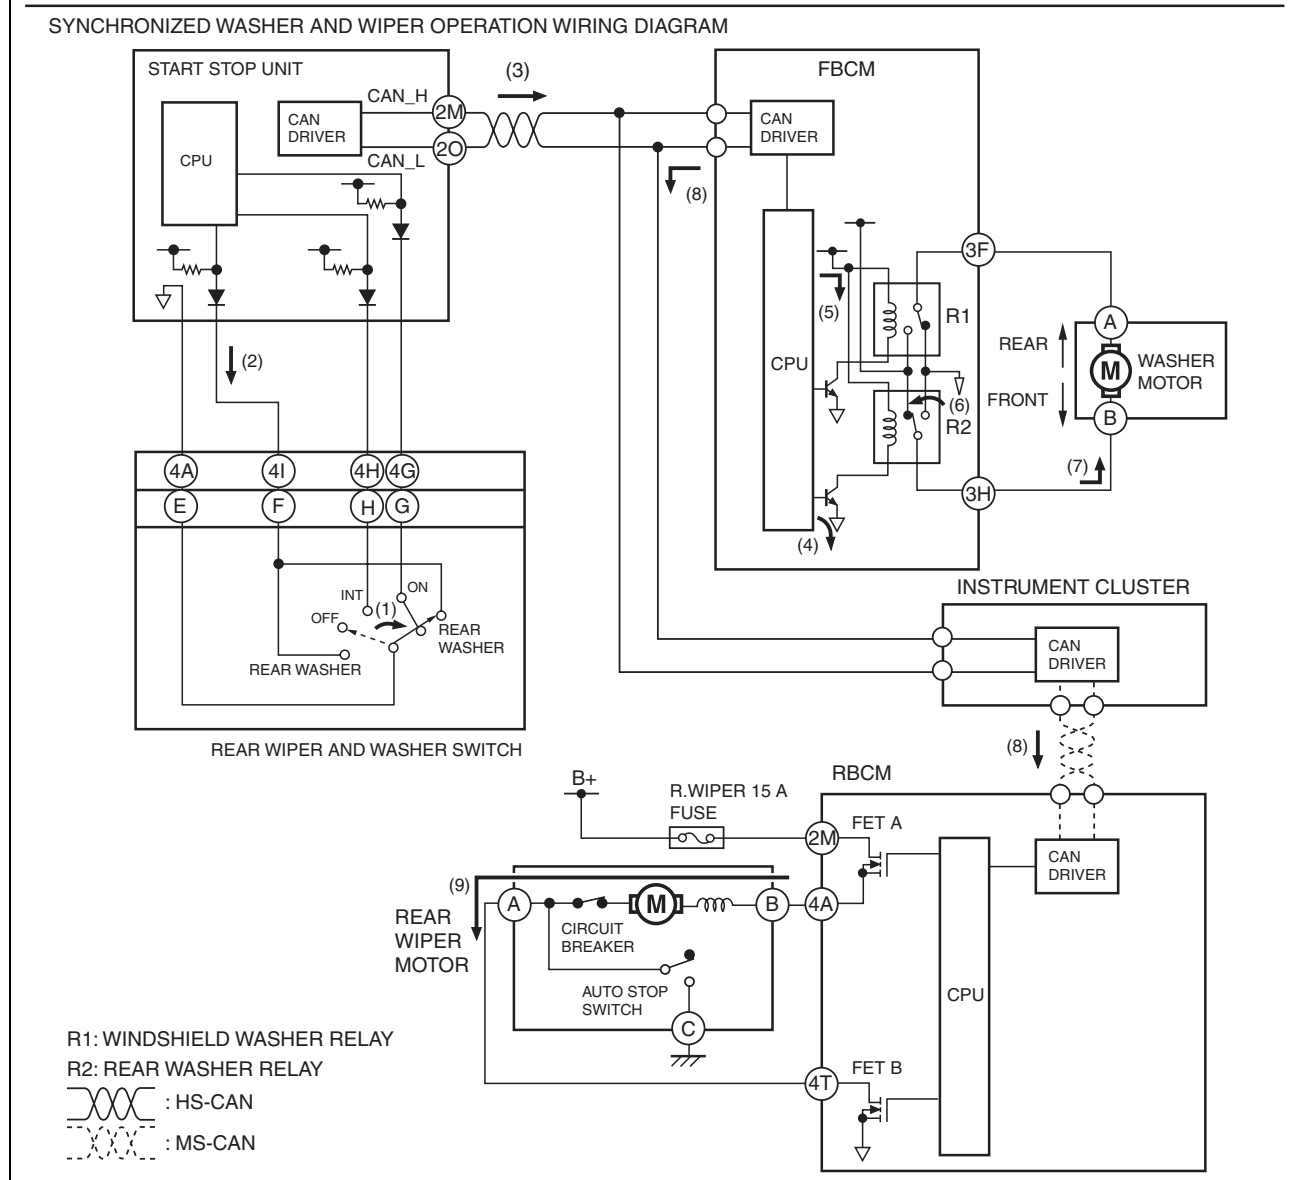 SYNCHRONIZED WASHER AND WIPER OPERATION WIRING DIAGRAM
START STOP UNIT
CPU
CAN
DRIVER
CAN_H
CAN_L
2M
2O
(3)
(8)
FBCM
CAN
DRIVER
CPU
(5)
R1
(6)
R2
(4)
3F
3H
REAR
FRONT
A
M
B
WASHER
MOTOR
(7)
(2)
4A
4I
4H
4G
E
F
H
G
INT
ON
(1)
OFF
REAR
WASHER
REAR WASHER
REAR WIPER AND WASHER SWITCH
INSTRUMENT CLUSTER
CAN
DRIVER
(8)
RBCM
B+
R.WIPER 15 A
FUSE
2M
FET A
CAN
DRIVER
(9)
A
M
B
4A
REAR
WIPER
MOTOR
CIRCUIT
BREAKER
AUTO STOP
SWITCH
C
CPU
4T
FET B
R1: WINDSHIELD WASHER RELAY
R2: REAR WASHER RELAY
: HS-CAN
: MS-CAN